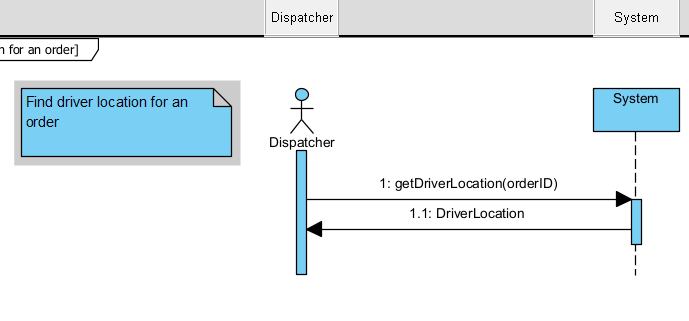 Dispatcher
System
n for an order]
Find driver location for an
order
System
Dispatcher
1: getDriverLocation(orderID)
1.1: DriverLocation